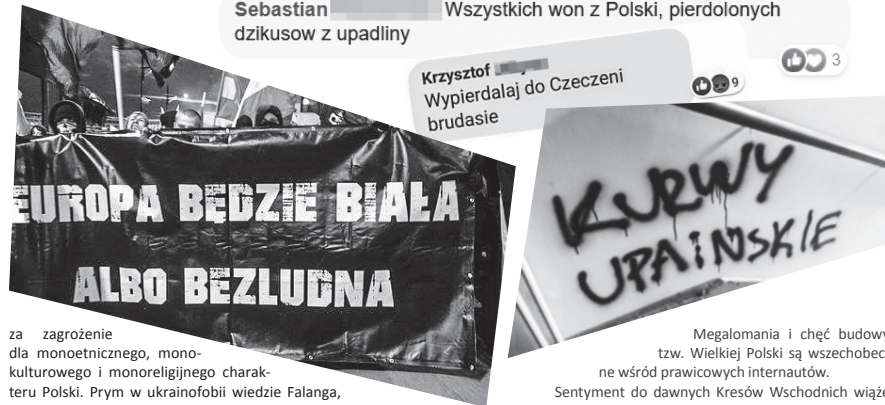 Sebastian Wszystkich won z Polski, pierdolonych
dzikusow z upadliny
3
Krzysztof
Wypierdalaj do Czeczeni
brudasie
9
EUROPA BĘDZIE BIAŁA
ALBO BEZLUDNA
KURWY
UPAiNSKIE
za zagrożenie
dla monoetnicznego, mono-
kulturowego i monoreligijnego charak-
teru Polski. Prym w ukrainofobii wiedzie Falanga,
Megalomania i chęć budowy
tzw. Wielkiej Polski są wszechobec-
ne wśród prawicowych internautów.
Sentyment do dawnych Kresów Wschodnich wiąże